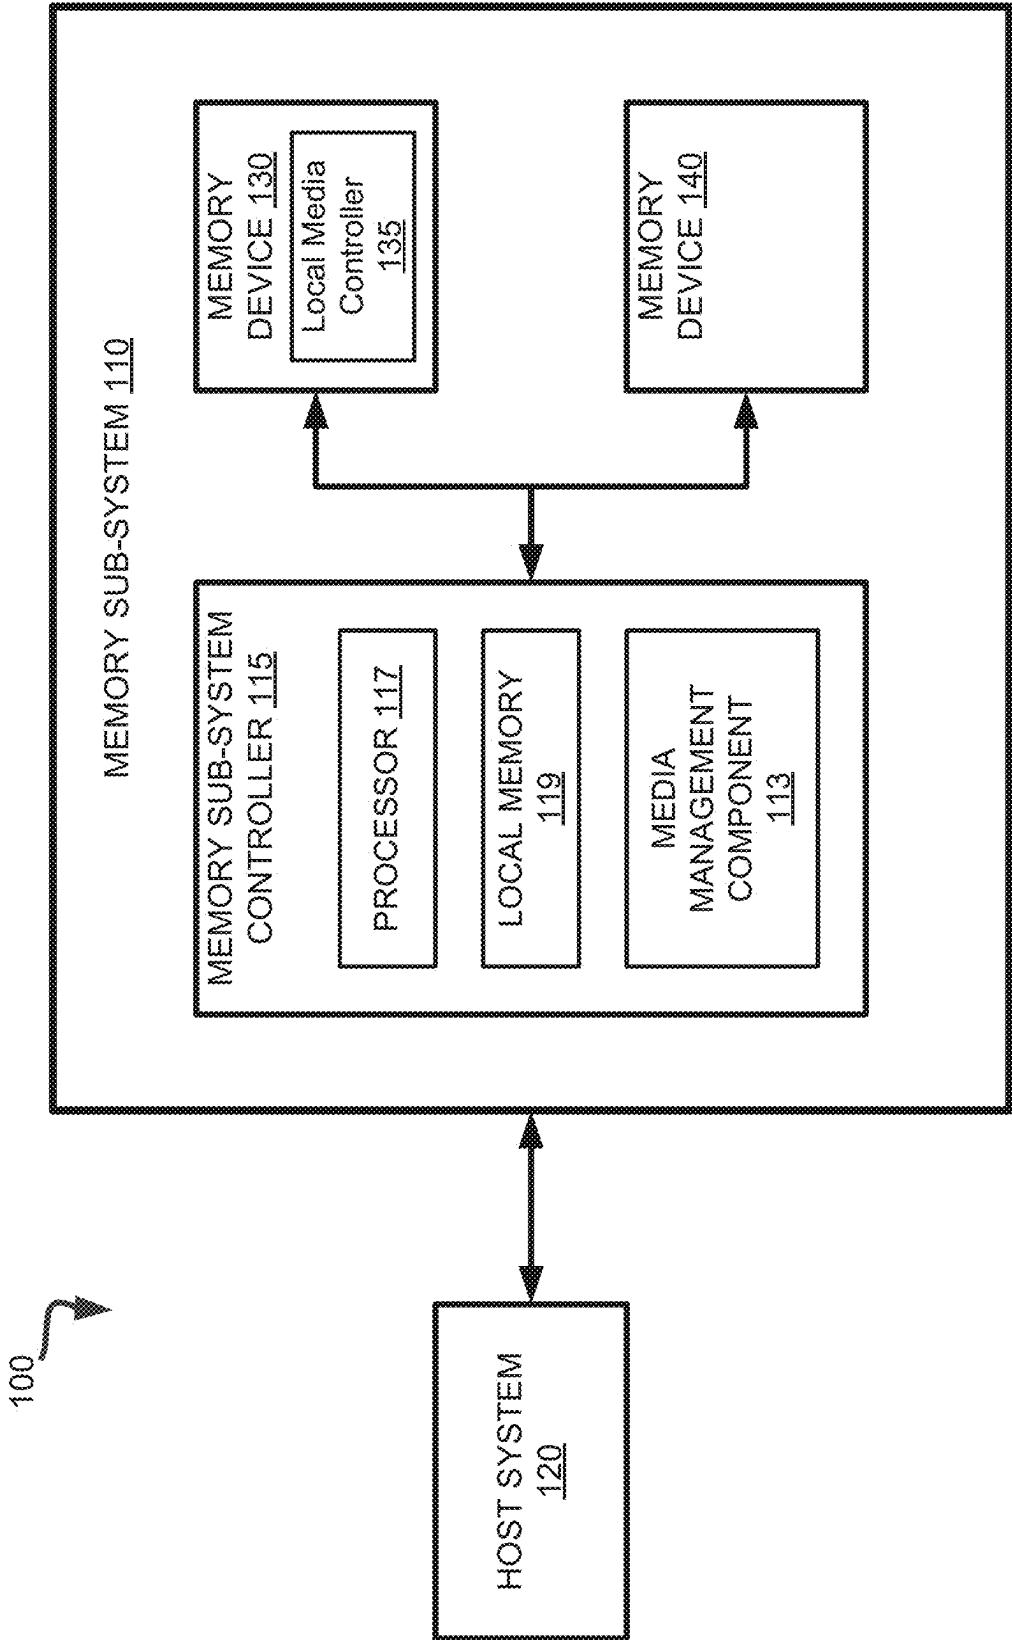 100
HOST SYSTEM
120
MEMORY SUB-SYSTEM 110
MEMORY SUB-SYSTEM
CONTROLLER 115
PROCESSOR 117
LOCAL MEMORY
119
MEDIA
MANAGEMENT
COMPONENT
113
MEMORY
DEVICE 130
Local Media
Controller
135
MEMORY
DEVICE 140